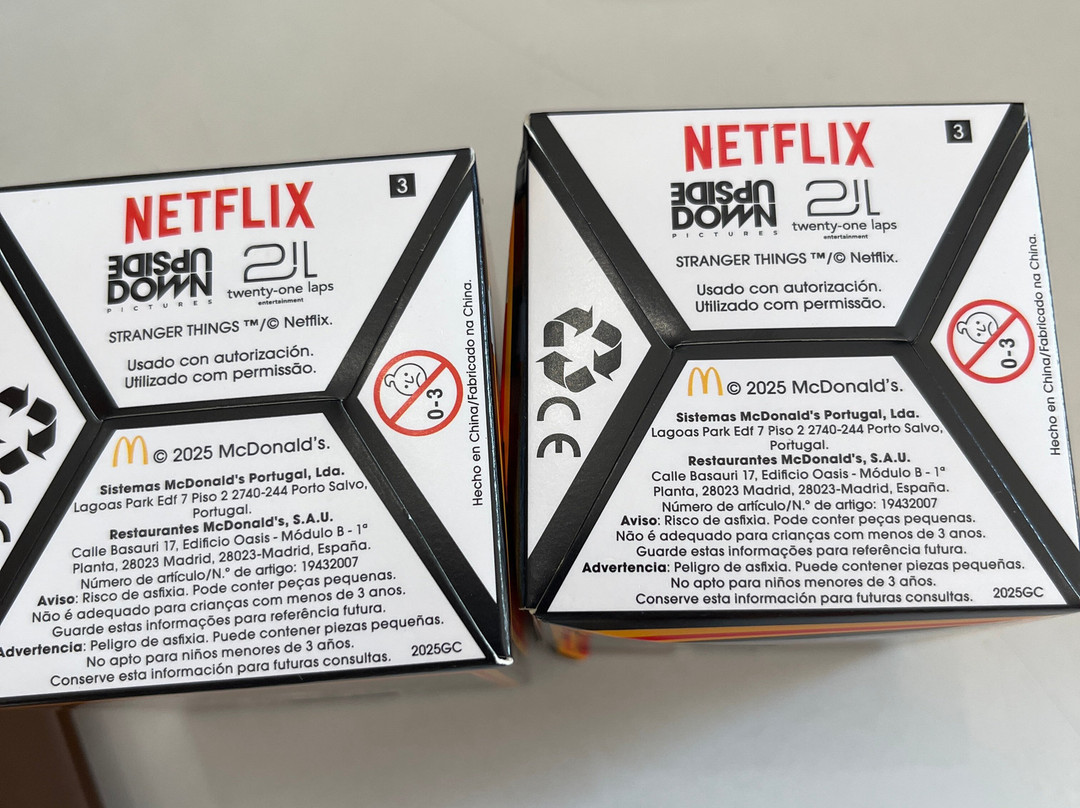 NETFLIX
3
UPSIDE
DOWN
PICTURES
21L
twenty-one laps
entertainment
STRANGER THINGS ™/© Netflix.
Usado con autorización.
Utilizado com permissão.
0-3
Hecho en China/Fabricado na China.
© 2025 McDonald's.
Sistemas McDonald's Portugal, Lda.
Lagoas Park Edf 7 Piso 2 2740-244 Porto Salvo,
Portugal.
Restaurantes McDonald's, S.A.U.
Calle Basauri 17, Edificio Oasis - Módulo B - 1ª
Planta, 28023 Madrid, 28023-Madrid, España.
Número de artículo/N.º de artigo: 19432007
Aviso: Risco de asfixia. Pode conter peças pequenas.
Não é adequado para crianças com menos de 3 anos.
Guarde estas informações para referência futura.
Advertencia: Peligro de asfixia. Puede contener piezas pequeñas.
No apto para niños menores de 3 años.
Conserve esta información para futuras consultas.
2025GC
NETFLIX
3
UPSIDE
DOWN
PICTURES
21L
twenty-one laps
entertainment
STRANGER THINGS ™/© Netflix.
Usado con autorización.
Utilizado com permissão.
CE
0-3
Hecho en China/Fabricado na China.
© 2025 McDonald's.
Sistemas McDonald's Portugal, Lda.
Lagoas Park Edf 7 Piso 2 2740-244 Porto Salvo,
Portugal.
Restaurantes McDonald's, S.A.U.
Calle Basauri 17, Edificio Oasis - Módulo B - 1ª
Planta, 28023 Madrid, 28023-Madrid, España.
Número de artículo/N.º de artigo: 19432007
Aviso: Risco de asfixia. Pode conter peças pequenas.
Não é adequado para crianças com menos de 3 anos.
Guarde estas informações para referência futura.
Advertencia: Peligro de asfixia. Puede contener piezas pequeñas.
No apto para niños menores de 3 años.
Conserve esta información para futuras consultas.
2025GC